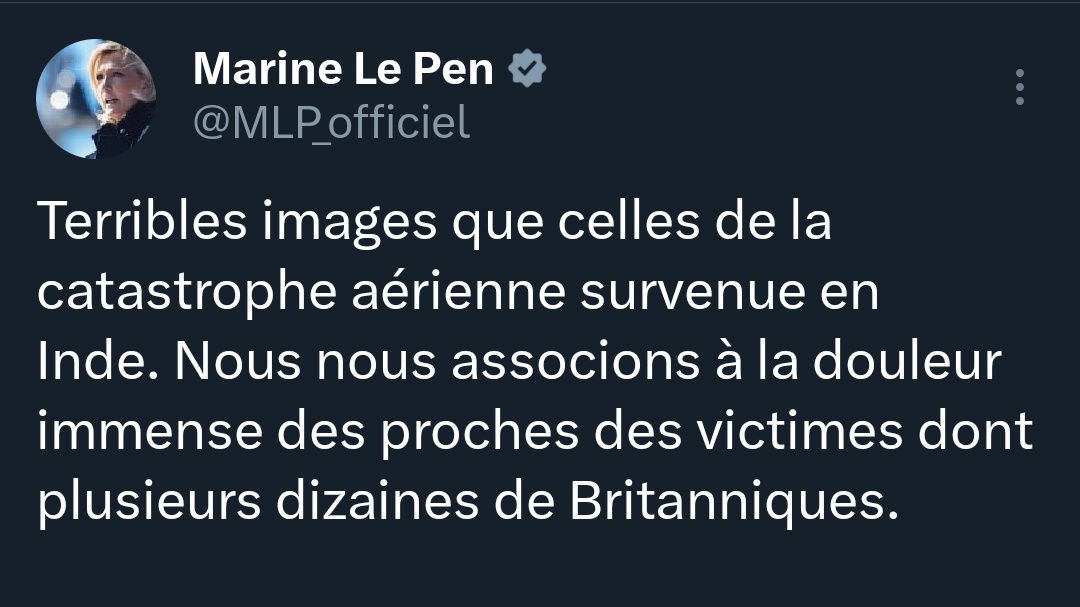 Marine Le Pen
@MLP_officiel
Terribles images que celles de la
catastrophe aérienne survenue en
Inde. Nous nous associons à la douleur
immense des proches des victimes dont
plusieurs dizaines de Britanniques.